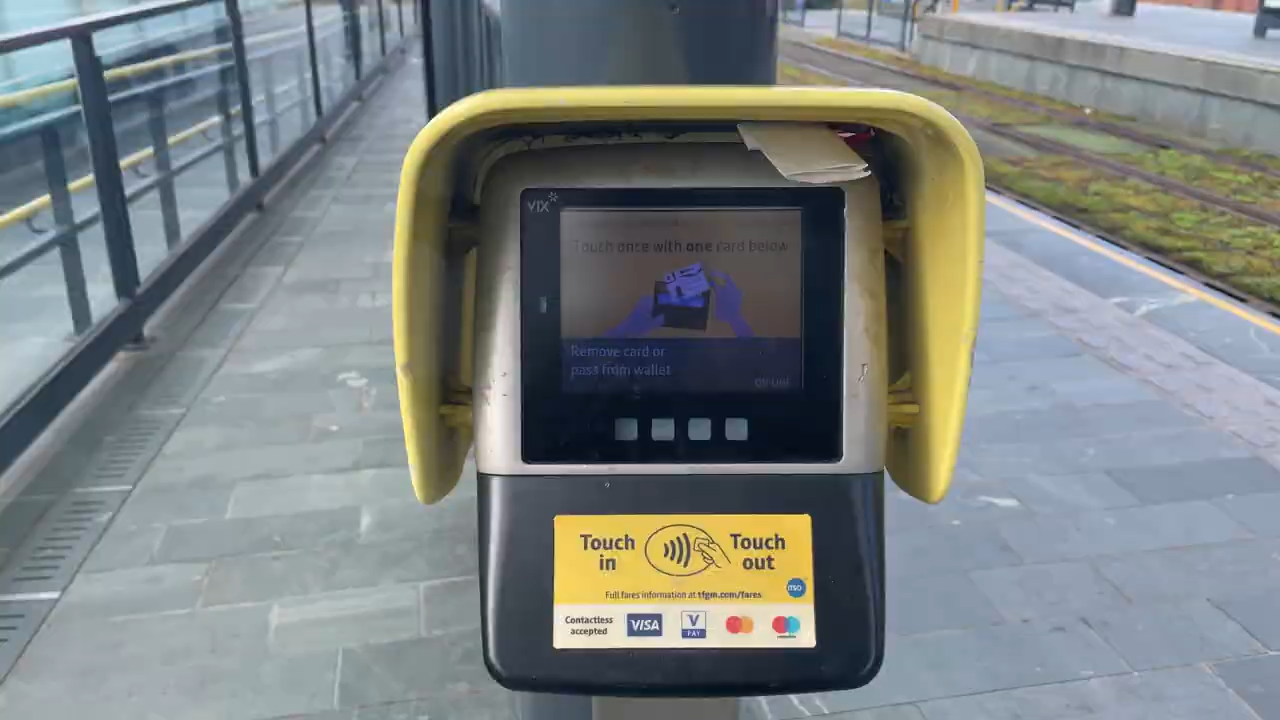 VIX
Touch once with one card below
Remove card or
pass from wallet
Touch
in
Touch
out
itso
Full fares information at tfgm.com/fares
Contactless
accepted
VISA
V
PAY